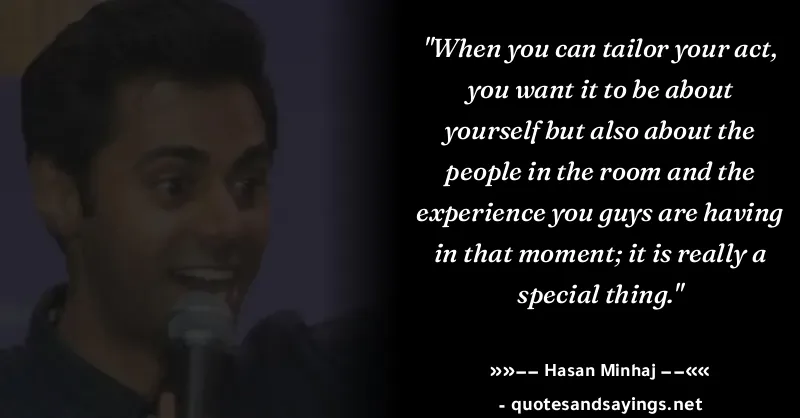 "When you can tailor your act,
you want it to be about
yourself but also about the
people in the room and the
experience you guys are having
in that moment; it is really a
special thing."
»»–– Hasan Minhaj ––««
- quotesandsayings.net